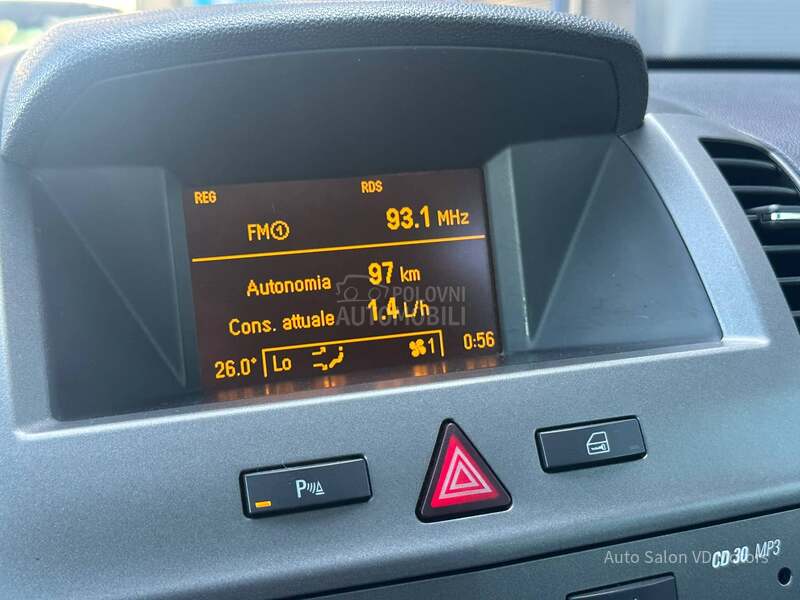 REG RDS
FM① 93.1 MHz
Autonomia 97 km
POLOVNI
AUTOMOBILI
Cons. attuale 1.4 L/h
26.0° Lo 1 0:56
P
CD 30 MP3
Auto Salon VD Motors